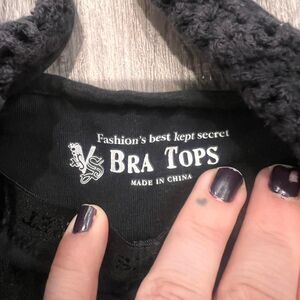 Fashion's best kept secret
BRA TOPS
MADE IN CHINA